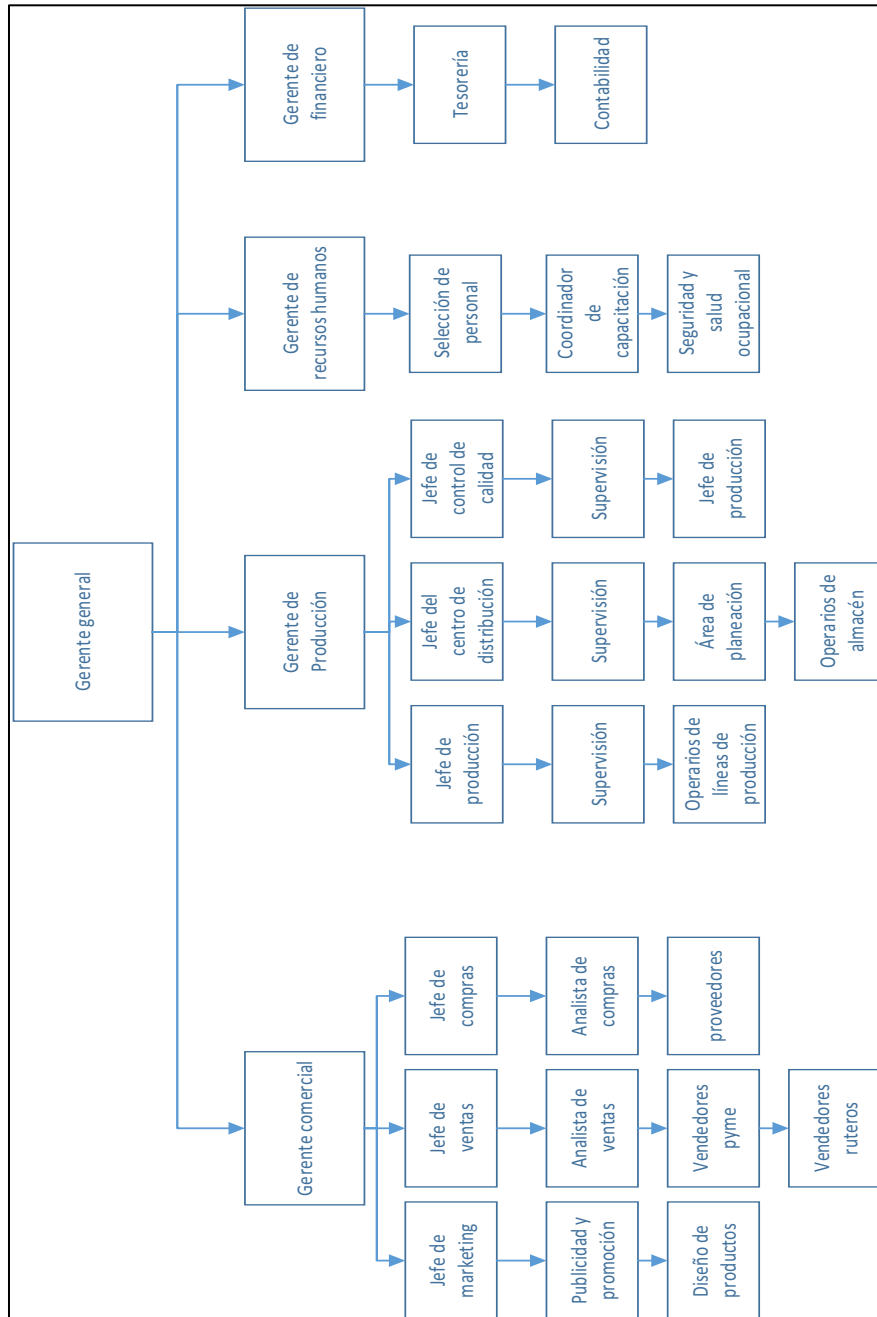 Gerente general
Gerente comercial
Gerente de
Producción
Gerente de
recursos humanos
Gerente de
financiero
Jefe de
marketing
Jefe de
ventas
Jefe de
compras
Jefe de
producción
Jefe del
centro de
distribución
Jefe de
control de
calidad
Selección de
personal
Tesorería
Publicidad y
promoción
Analista de
ventas
Analista de
compras
Supervisión
Supervisión
Supervisión
Coordinador
de
capacitación
Contabilidad
Diseño de
productos
Vendedores
pyme
proveedores
Operarios de
líneas de
producción
Área de
planeación
Jefe de
producción
Seguridad y
salud
ocupacional
Vendedores
ruteros
Operarios de
almacén